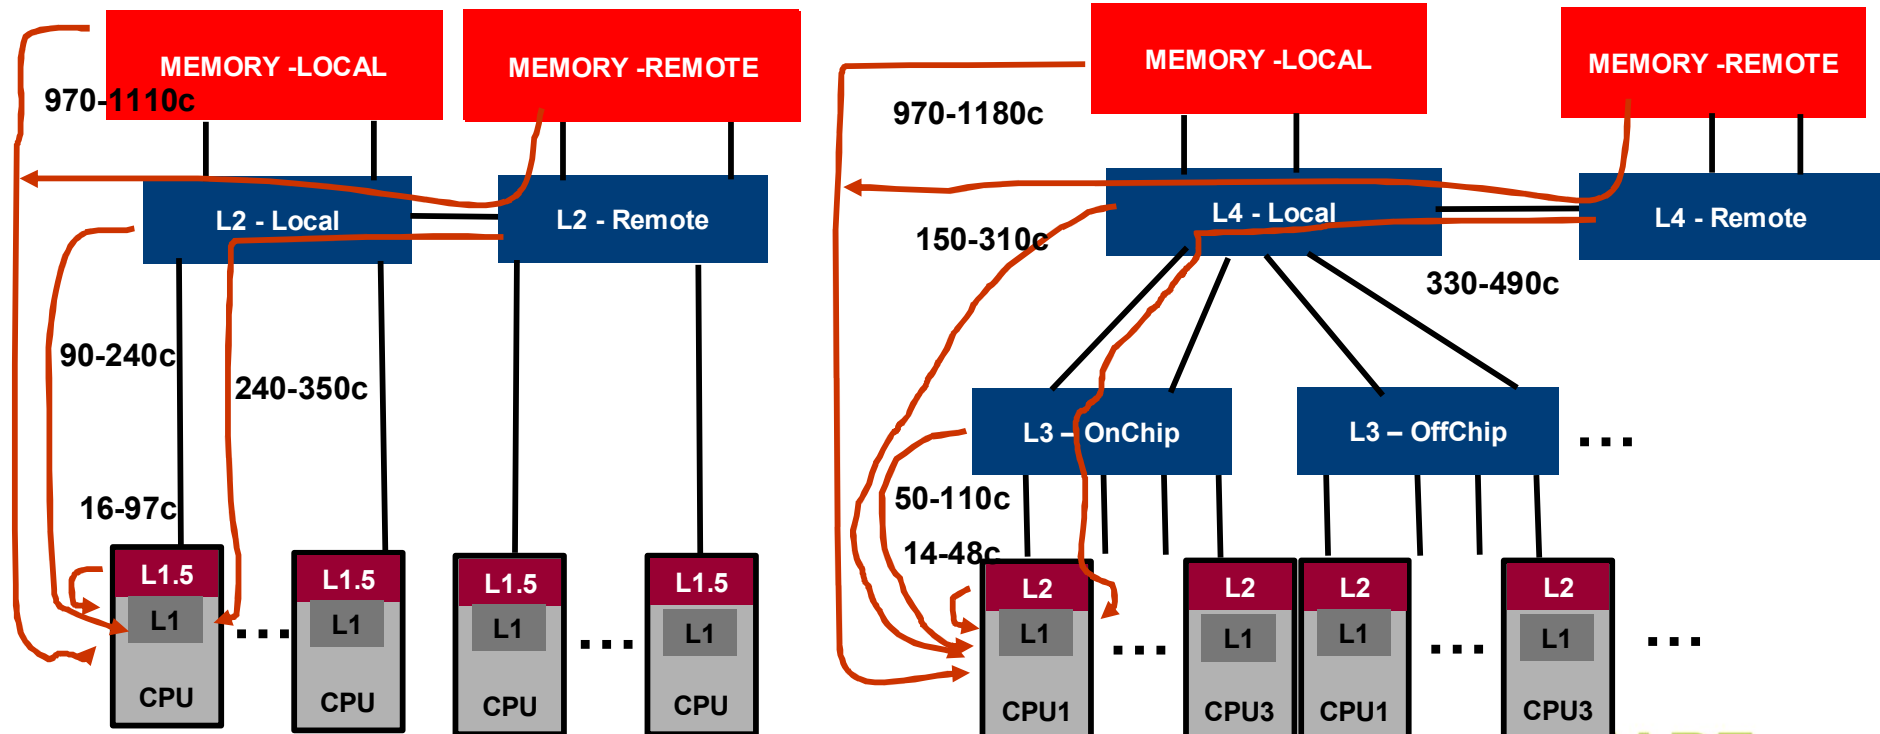 MEMORY -LOCAL
MEMORY -REMOTE
970-1110c
L2 - Local
L2 - Remote
90-240c
240-350c
16-97c
L1.5
L1
CPU
...
L1.5
L1
CPU
L1.5
L1
CPU
...
L1.5
L1
CPU
MEMORY -LOCAL
MEMORY -REMOTE
970-1180c
L4 - Local
L4 - Remote
150-310c
330-490c
L3 – OnChip
L3 – OffChip
...
50-110c
14-48c
L2
L1
CPU1
...
L2
L1
CPU3
L2
L1
CPU1
...
L2
L1
CPU3
...